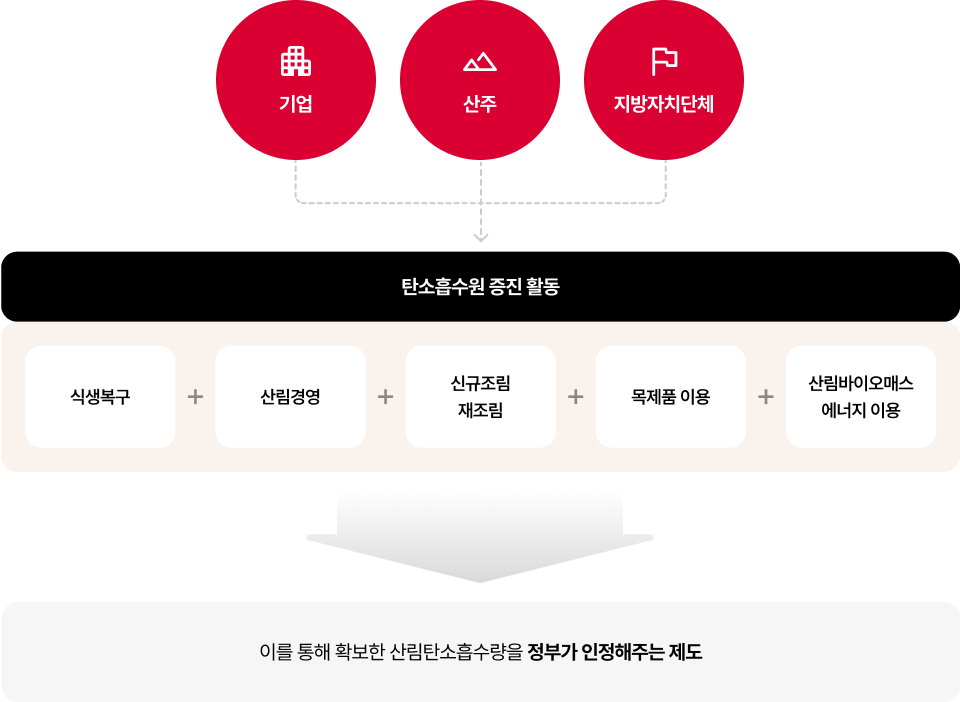 기업
산주
지방자치단체
탄소흡수원 증진 활동
식생복구
+
산림경영
+
신규조림
재조림
+
목제품 이용
+
산림바이오매스
에너지 이용
이를 통해 확보한 산림탄소흡수량을 정부가 인정해주는 제도